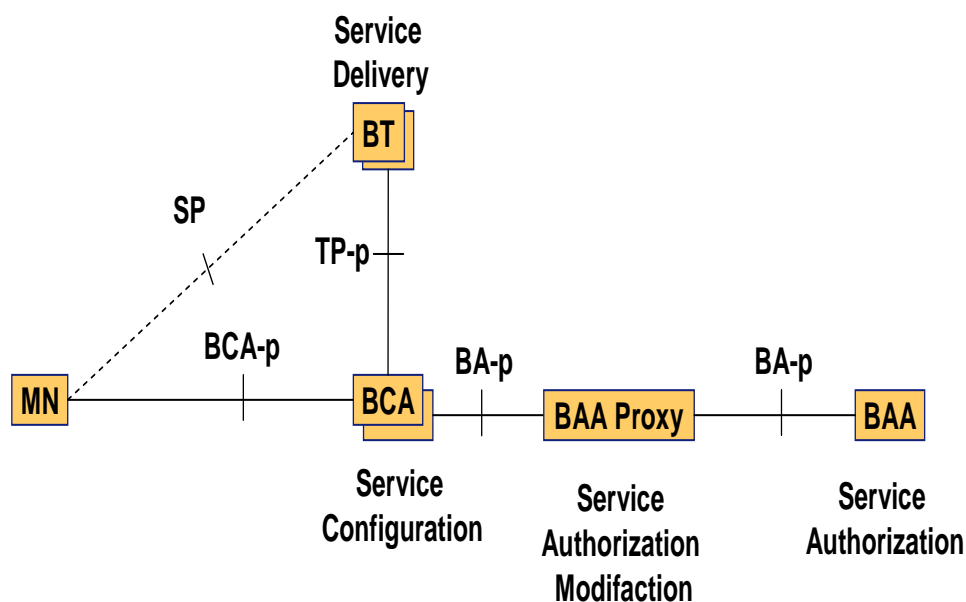 Service
Delivery
BT
SP
TP-p
BCA-p
BA-p
BA-p
MN
BCA
BAA Proxy
BAA
Service
Configuration
Service
Authorization
Modifaction
Service
Authorization